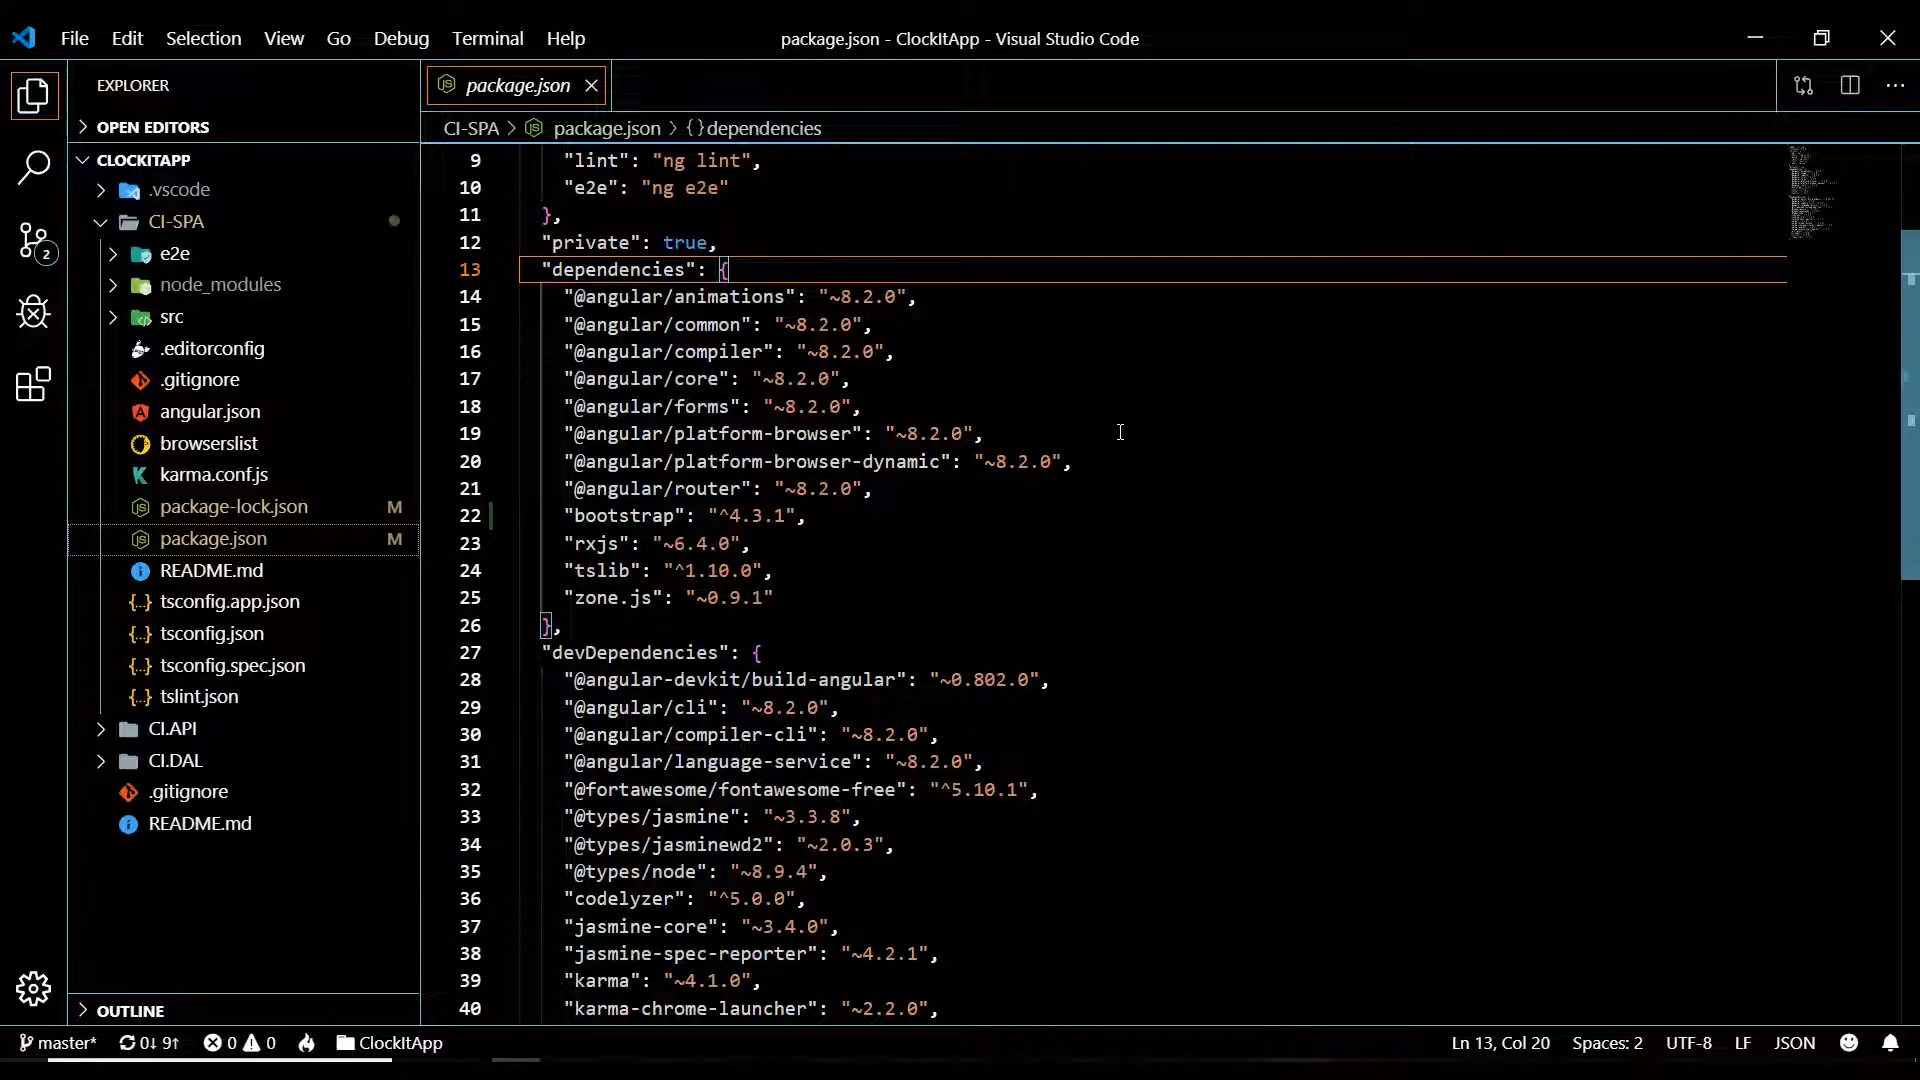 File Edit Selection View Go Debug Terminal Help
package.json - ClockItApp - Visual Studio Code
EXPLORER
OPEN EDITORS
CLOCKITAPP
.vscode
CI-SPA
e2e
node_modules
src
.editorconfig
.gitignore
angular.json
browserslist
karma.conf.js
package-lock.json M
package.json M
README.md
tsconfig.app.json
tsconfig.json
tsconfig.spec.json
tslint.json
CI.API
CI.DAL
.gitignore
README.md
OUTLINE
2
package.json
CI-SPA > package.json > {} dependencies
9 "lint": "ng lint",
10 "e2e": "ng e2e"
11 },
12 "private": true,
13 "dependencies": {
14 "@angular/animations": "~8.2.0",
15 "@angular/common": "~8.2.0",
16 "@angular/compiler": "~8.2.0",
17 "@angular/core": "~8.2.0",
18 "@angular/forms": "~8.2.0",
19 "@angular/platform-browser": "~8.2.0",
20 "@angular/platform-browser-dynamic": "~8.2.0",
21 "@angular/router": "~8.2.0",
22 "bootstrap": "^4.3.1",
23 "rxjs": "~6.4.0",
24 "tslib": "^1.10.0",
25 "zone.js": "~0.9.1"
26 },
27 "devDependencies": {
28 "@angular-devkit/build-angular": "~0.802.0",
29 "@angular/cli": "~8.2.0",
30 "@angular/compiler-cli": "~8.2.0",
31 "@angular/language-service": "~8.2.0",
32 "@fortawesome/fontawesome-free": "^5.10.1",
33 "@types/jasmine": "~3.3.8",
34 "@types/jasminewd2": "~2.0.3",
35 "@types/node": "~8.9.4",
36 "codelyzer": "^5.0.0",
37 "jasmine-core": "~3.4.0",
38 "jasmine-spec-reporter": "~4.2.1",
39 "karma": "~4.1.0",
40 "karma-chrome-launcher": "~2.2.0",
master* 0↓ 9↑ 0 0 ClockItApp
Ln 13, Col 20 Spaces: 2 UTF-8 LF JSON